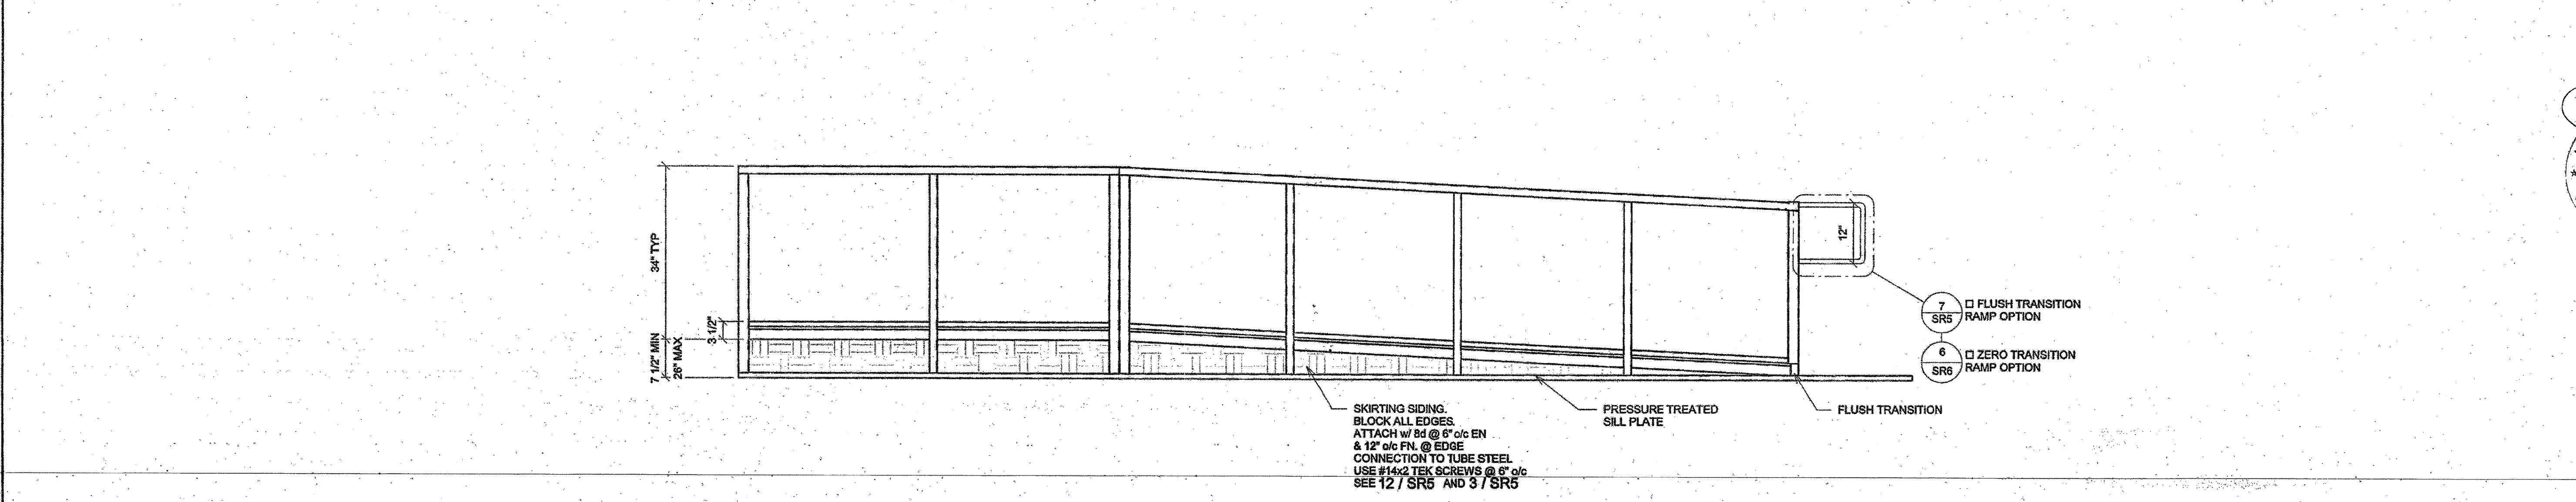 34" TYP
3 1/2"
7 1/2" MIN
26" MAX
12"
7
SR5
☐ FLUSH TRANSITION
RAMP OPTION
6
SR6
☐ ZERO TRANSITION
RAMP OPTION
SKIRTING SIDING.
BLOCK ALL EDGES.
ATTACH w/ 8d @ 6" o/c EN
& 12" o/c FN. @ EDGE
CONNECTION TO TUBE STEEL
USE #14x2 TEK SCREWS @ 6" o/c
SEE 12 / SR5 AND 3 / SR5
PRESSURE TREATED
SILL PLATE
FLUSH TRANSITION